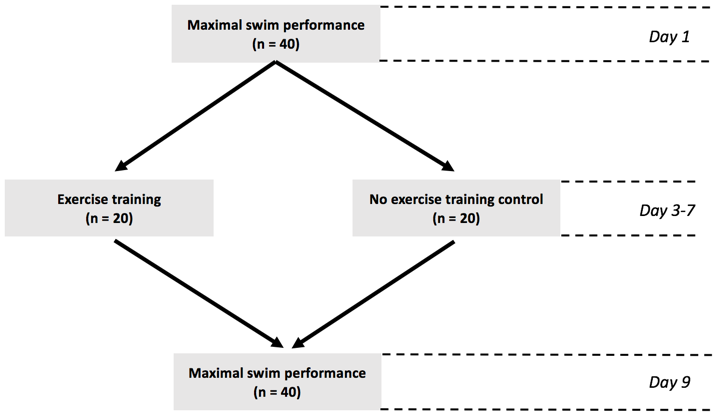 Maximal swim performance
(n = 40)
Day 1
Exercise training
(n = 20)
No exercise training control
(n = 20)
Day 3-7
Maximal swim performance
(n = 40)
Day 9